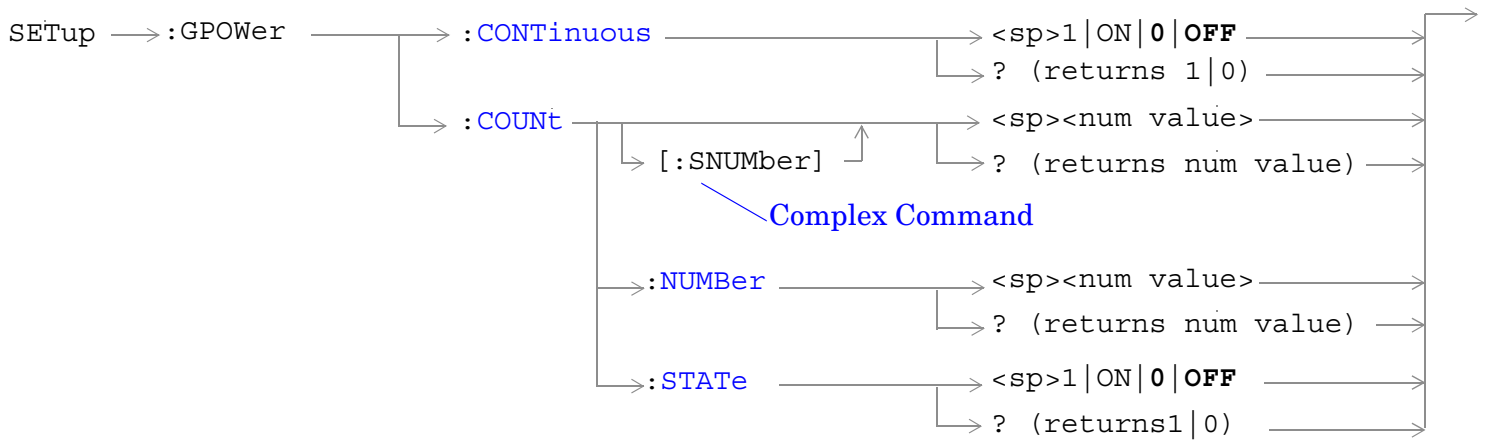 SETup :GPOWer :CONTinuous <sp>1|ON|0|OFF
? (returns 1|0)
:COUNt <sp><num value>
[:SNUMber] ? (returns num value)
Complex Command
:NUMBer <sp><num value>
? (returns num value)
:STATe <sp>1|ON|0|OFF
? (returns1|0)